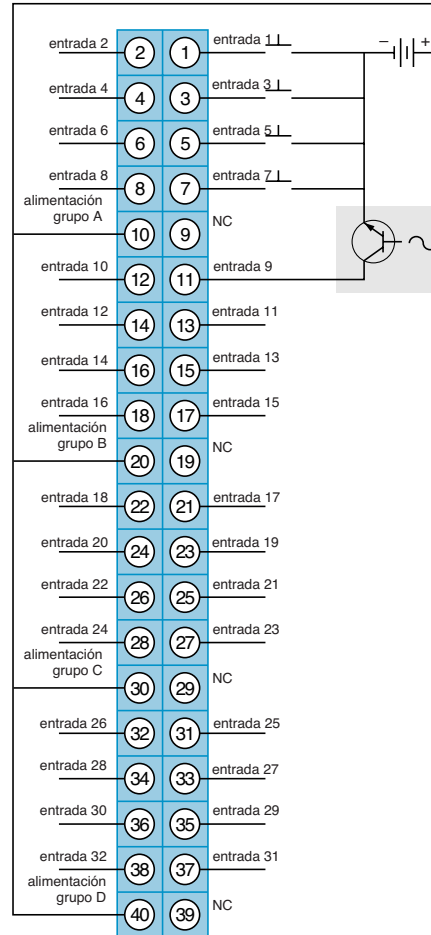 entrada 2 2 1 entrada 1 − +
entrada 4 4 3 entrada 3
entrada 6 6 5 entrada 5
entrada 8 8 7 entrada 7
alimentación
grupo A 10 9 NC
entrada 10 12 11 entrada 9
entrada 12 14 13 entrada 11
entrada 14 16 15 entrada 13
entrada 16 18 17 entrada 15
alimentación
grupo B 20 19 NC
entrada 18 22 21 entrada 17
entrada 20 24 23 entrada 19
entrada 22 26 25 entrada 21
entrada 24 28 27 entrada 23
alimentación
grupo C 30 29 NC
entrada 26 32 31 entrada 25
entrada 28 34 33 entrada 27
entrada 30 36 35 entrada 29
entrada 32 38 37 entrada 31
alimentación
grupo D 40 39 NC